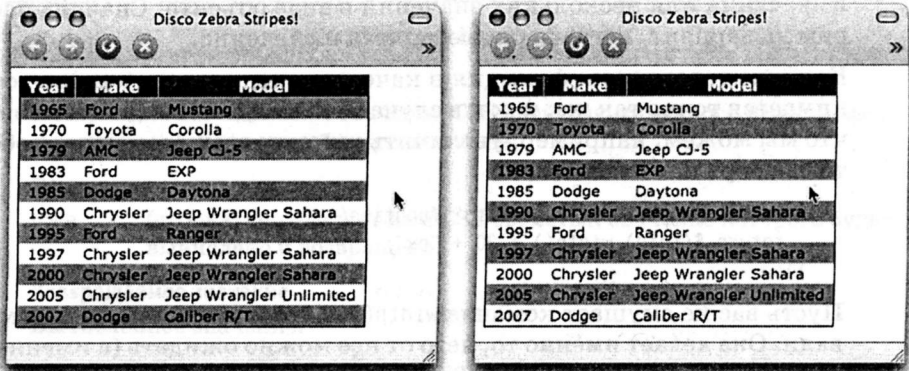 Disco Zebra Stripes!
»
Year Make Model
1965 Ford Mustang
1970 Toyota Corolla
1979 AMC Jeep CJ-5
1983 Ford EXP
1985 Dodge Daytona
1990 Chrysler Jeep Wrangler Sahara
1995 Ford Ranger
1997 Chrysler Jeep Wrangler Sahara
2000 Chrysler Jeep Wrangler Sahara
2005 Chrysler Jeep Wrangler Unlimited
2007 Dodge Caliber R/T
Disco Zebra Stripes!
»
Year Make Model
1965 Ford Mustang
1970 Toyota Corolla
1979 AMC Jeep CJ-5
1983 Ford EXP
1985 Dodge Daytona
1990 Chrysler Jeep Wrangler Sahara
1995 Ford Ranger
1997 Chrysler Jeep Wrangler Sahara
2000 Chrysler Jeep Wrangler Sahara
2005 Chrysler Jeep Wrangler Unlimited
2007 Dodge Caliber R/T